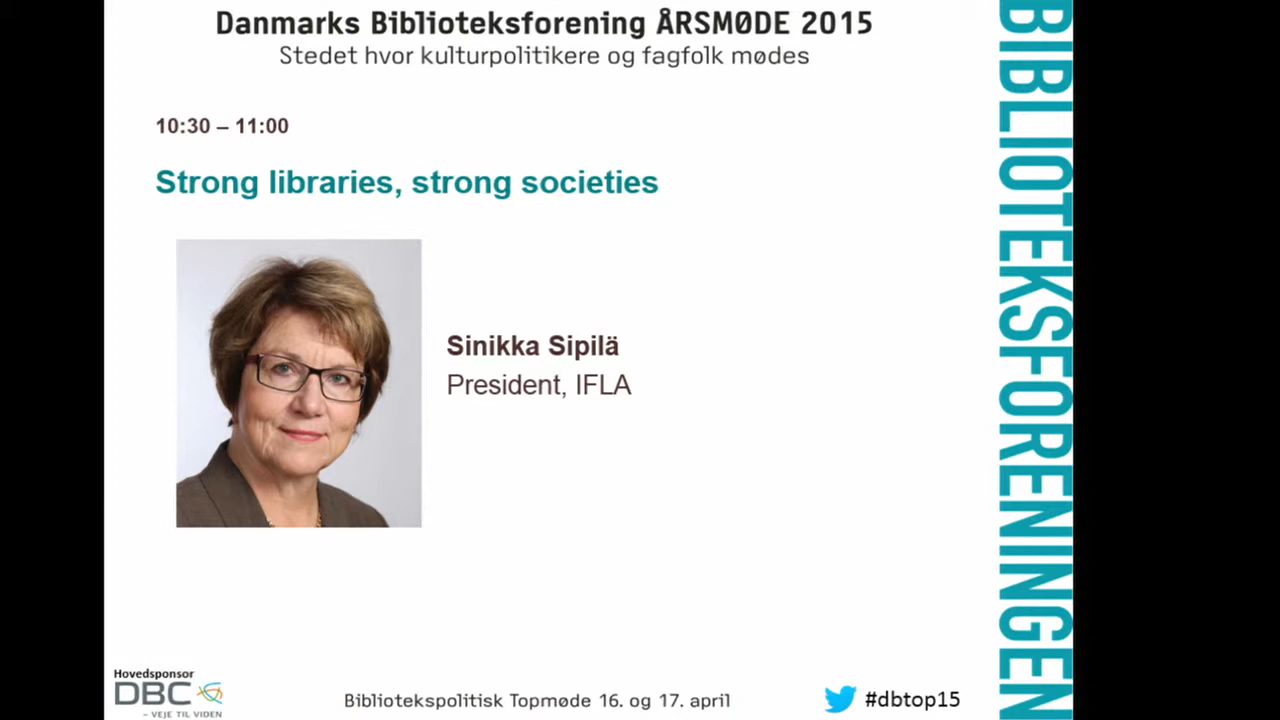 Danmarks Biblioteksforening ÅRSMØDE 2015
Stedet hvor kulturpolitikere og fagfolk mødes
10:30 – 11:00
Strong libraries, strong societies
Sinikka Sipilä
President, IFLA
Hovedsponsor
DBC
– VEJE TIL VIDEN
Bibliotekspolitisk Topmøde 16. og 17. april
#dbtop15
BIBLIOTEKSFORENINGEN